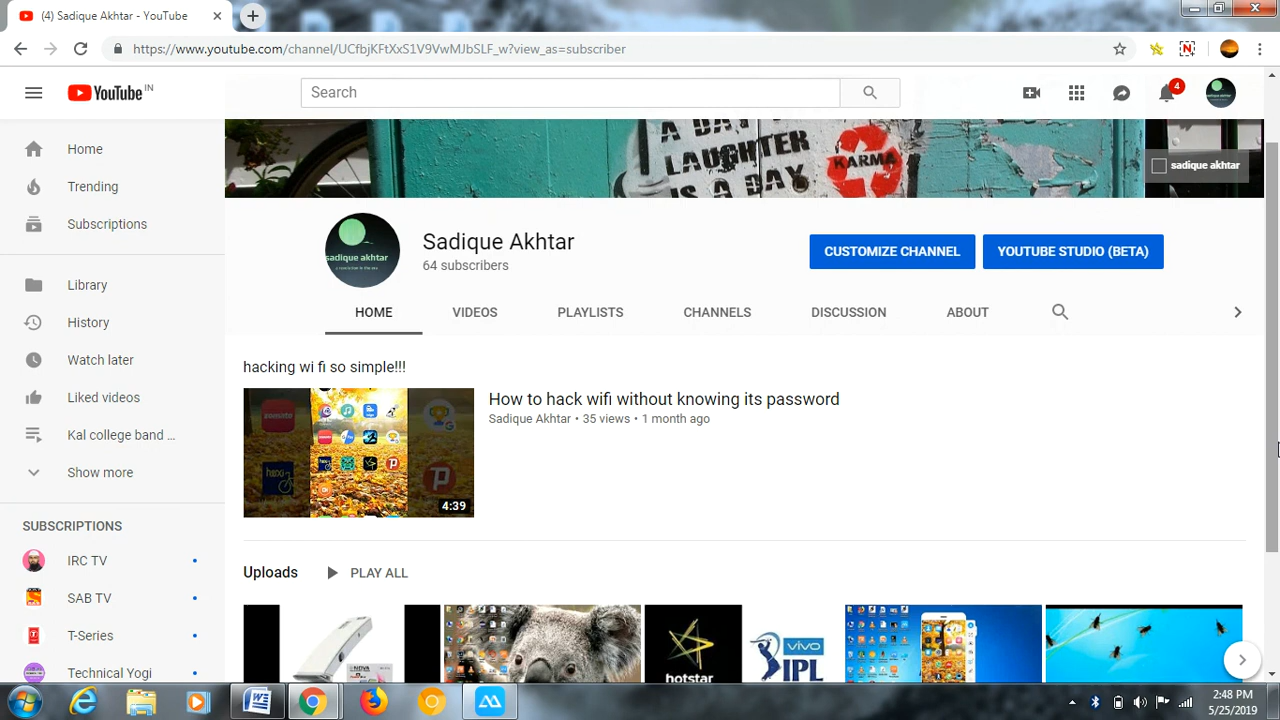 (4) Sadique Akhtar - YouTube
https://www.youtube.com/channel/UCfbjKFtXxS1V9VwMJbSLF_w?view_as=subscriber
YouTube IN
Search
4
Home
Trending
Subscriptions
Library
History
Watch later
Liked videos
Kal college band ...
Show more
SUBSCRIPTIONS
IRC TV
SAB TV
T-Series
Technical Yogi
A DAY
LAUGHTER
IS A DAY
KARMA
sadique akhtar
sadique akhtar
Sadique Akhtar
64 subscribers
CUSTOMIZE CHANNEL
YOUTUBE STUDIO (BETA)
HOME
VIDEOS
PLAYLISTS
CHANNELS
DISCUSSION
ABOUT
hacking wi fi so simple!!!
How to hack wifi without knowing its password
Sadique Akhtar • 35 views • 1 month ago
4:39
Uploads
PLAY ALL
NOVA
hotstar
vivo
IPL
2:48 PM
5/25/2019